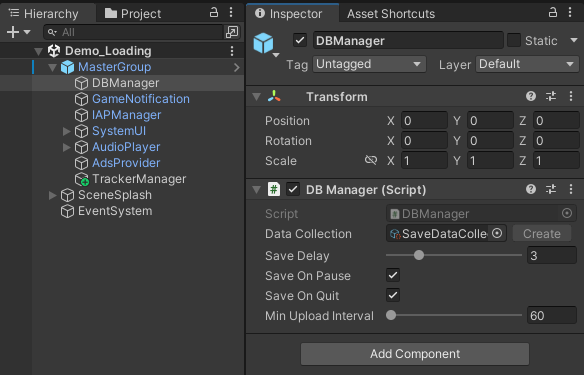 Hierarchy
Project
All
Demo_Loading
MasterGroup
DBManager
GameNotification
IAPManager
SystemUI
AudioPlayer
AdsProvider
TrackerManager
SceneSplash
EventSystem
Inspector
Asset Shortcuts
DBManager
Static
Tag Untagged Layer Default
Transform
Position X 0 Y 0 Z 0
Rotation X 0 Y 0 Z 0
Scale X 1 Y 1 Z 1
# DB Manager (Script)
Script # DBManager
Data Collection SaveDataColle Create
Save Delay 3
Save On Pause
Save On Quit
Min Upload Interval 60
Add Component